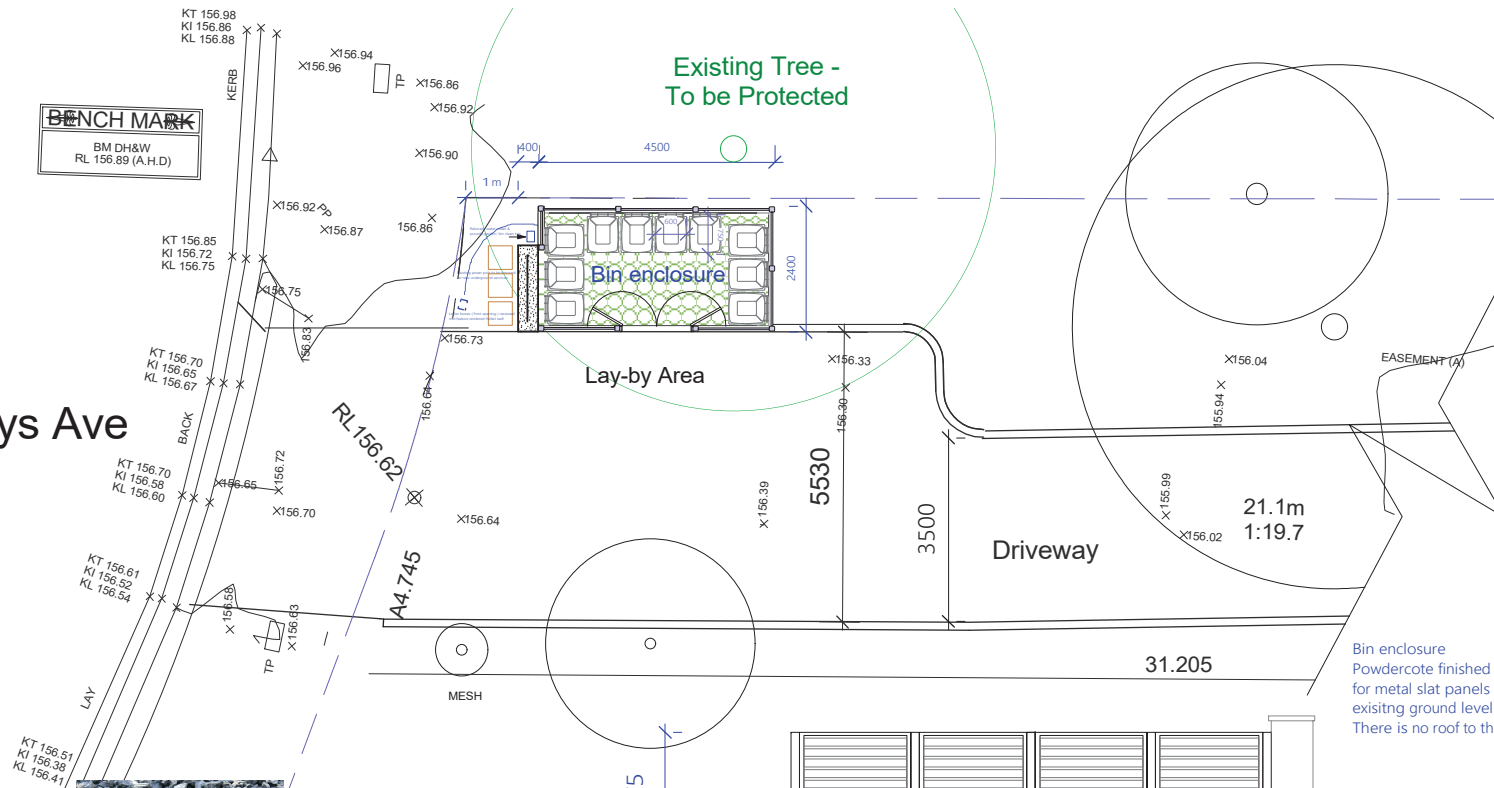 KT 156.98
KI 156.86
KL 156.88
KERB
156.94
156.96
TP
156.86
156.92
156.90
BENCH MARK
BM DH&W
RL 156.89 (A.H.D)
Existing Tree -
To be Protected
400
4500
1 m
156.92
PP
156.87
156.86
600
750
2400
Bin enclosure
KT 156.85
KI 156.72
KL 156.75
156.75
156.83
156.73
KT 156.70
KI 156.65
KL 156.67
156.64
Lay-by Area
156.33
156.30
156.04
155.94
EASEMENT (A)
ys Ave
BACK
RL156.62
KT 156.70
KI 156.58
KL 156.60
156.65
156.72
156.70
156.64
156.39
5530
3500
Driveway
155.99
156.02
21.1m
1:19.7
A4.745
KT 156.61
KI 156.52
KL 156.54
156.58
156.63
TP
MESH
31.205
LAY
KT 156.51
KI 156.38
KL 156.41
Bin enclosure
Powdercote finished
for metal slat panels
exisitng ground level
There is no roof to th